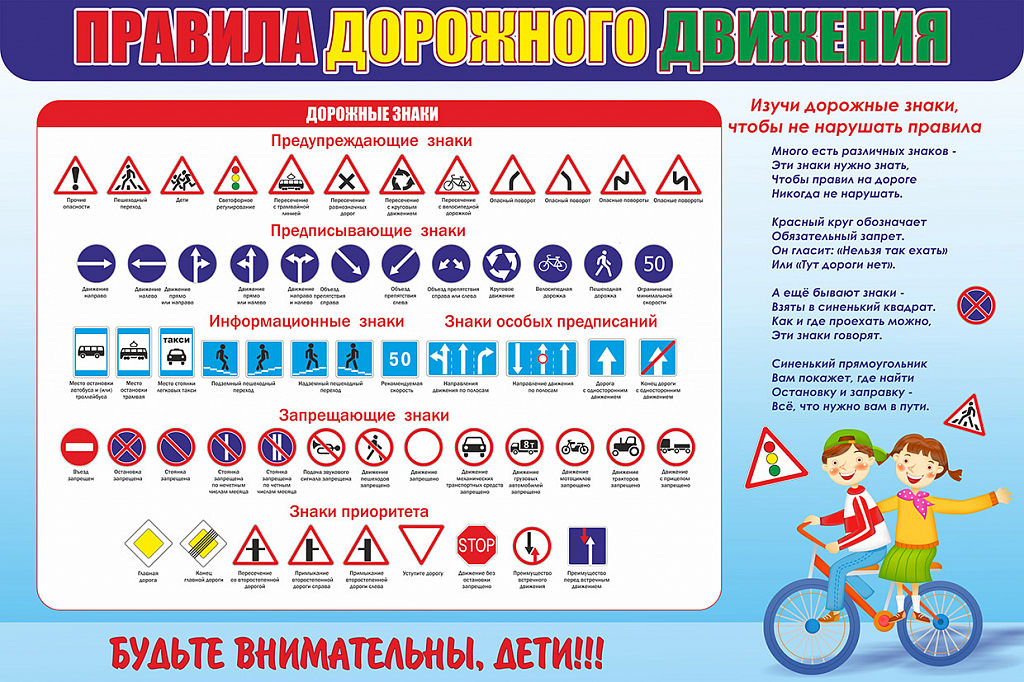 ПРАВИЛА ДОРОЖНОГО ДВИЖЕНИЯ
ДОРОЖНЫЕ ЗНАКИ
Предупреждающие знаки
Прочие опасности
Пешеходный переход
Дети
Светофорное регулирование
Пересечение с трамвайной линией
Пересечение равнозначных дорог
Пересечение с круговым движением
Пересечение с велосипедной дорожкой
Опасный поворот
Опасный поворот
Опасные повороты
Опасные повороты
Предписывающие знаки
50
Движение направо
Движение налево
Движение прямо или направо
Движение прямо или налево
Движение направо и налево
Объезд препятствия справа
Объезд препятствия слева
Объезд препятствия справа или слева
Круговое движение
Велосипедная дорожка
Пешеходная дорожка
Ограничение минимальной скорости
Информационные знаки
Знаки особых предписаний
такси
50
Место остановки автобуса и (или) троллейбуса
Место остановки трамвая
Место стоянки легковых такси
Подземный пешеходный переход
Надземный пешеходный переход
Рекомендуемая скорость
Направления движения по полосам
Направление движения по полосам
Дорога с односторонним движением
Конец дороги с односторонним движением
Запрещающие знаки
8т
Въезд запрещен
Остановка запрещена
Стоянка запрещена
Стоянка запрещена по нечетным числам месяца
Стоянка запрещена по четным числам месяца
Подача звукового сигнала запрещена
Движение пешеходов запрещено
Движение запрещено
Движение механических транспортных средств запрещено
Движение грузовых автомобилей запрещено
Движение мотоциклов запрещено
Движение тракторов запрещено
Движение с прицепом запрещено
Знаки приоритета
STOP
Главная дорога
Конец главной дороги
Пересечение со второстепенной дорогой
Примыкание второстепенной дороги справа
Примыкание второстепенной дороги слева
Уступите дорогу
Движение без остановки запрещено
Преимущество встречного движения
Преимущество перед встречным движением
Изучи дорожные знаки,
чтобы не нарушать правила
Много есть различных знаков -
Эти знаки нужно знать,
Чтобы правил на дороге
Никогда не нарушать.
Красный круг обозначает
Обязательный запрет.
Он гласит: «Нельзя так ехать»
Или «Тут дороги нет».
А ещё бывают знаки -
Взяты в синенький квадрат.
Как и где проехать можно,
Эти знаки говорят.
Синенький прямоугольник
Вам покажет, где найти
Остановку и заправку -
Всё, что нужно вам в пути.
БУДЬТЕ ВНИМАТЕЛЬНЫ, ДЕТИ!!!